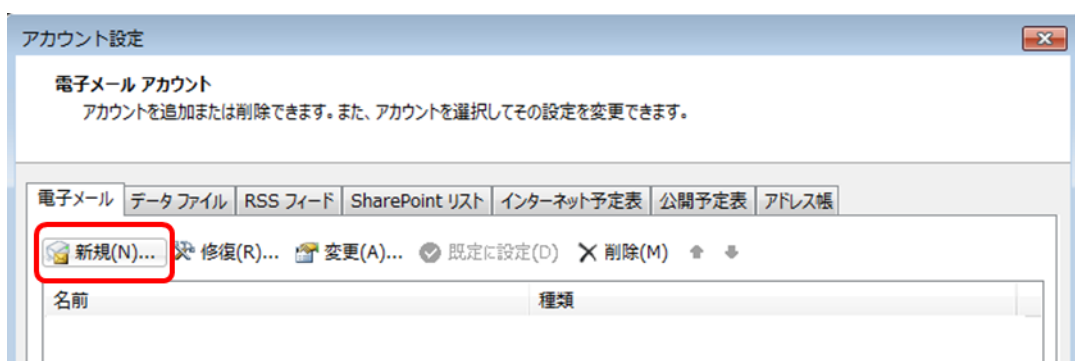 アカウント設定
電子メール アカウント
アカウントを追加または削除できます。また、アカウントを選択してその設定を変更できます。
電子メール データ ファイル RSS フィード SharePoint リスト インターネット予定表 公開予定表 アドレス帳
新規(N)... 修復(R)... 変更(A)... 既定に設定(D) 削除(M)
名前 種類